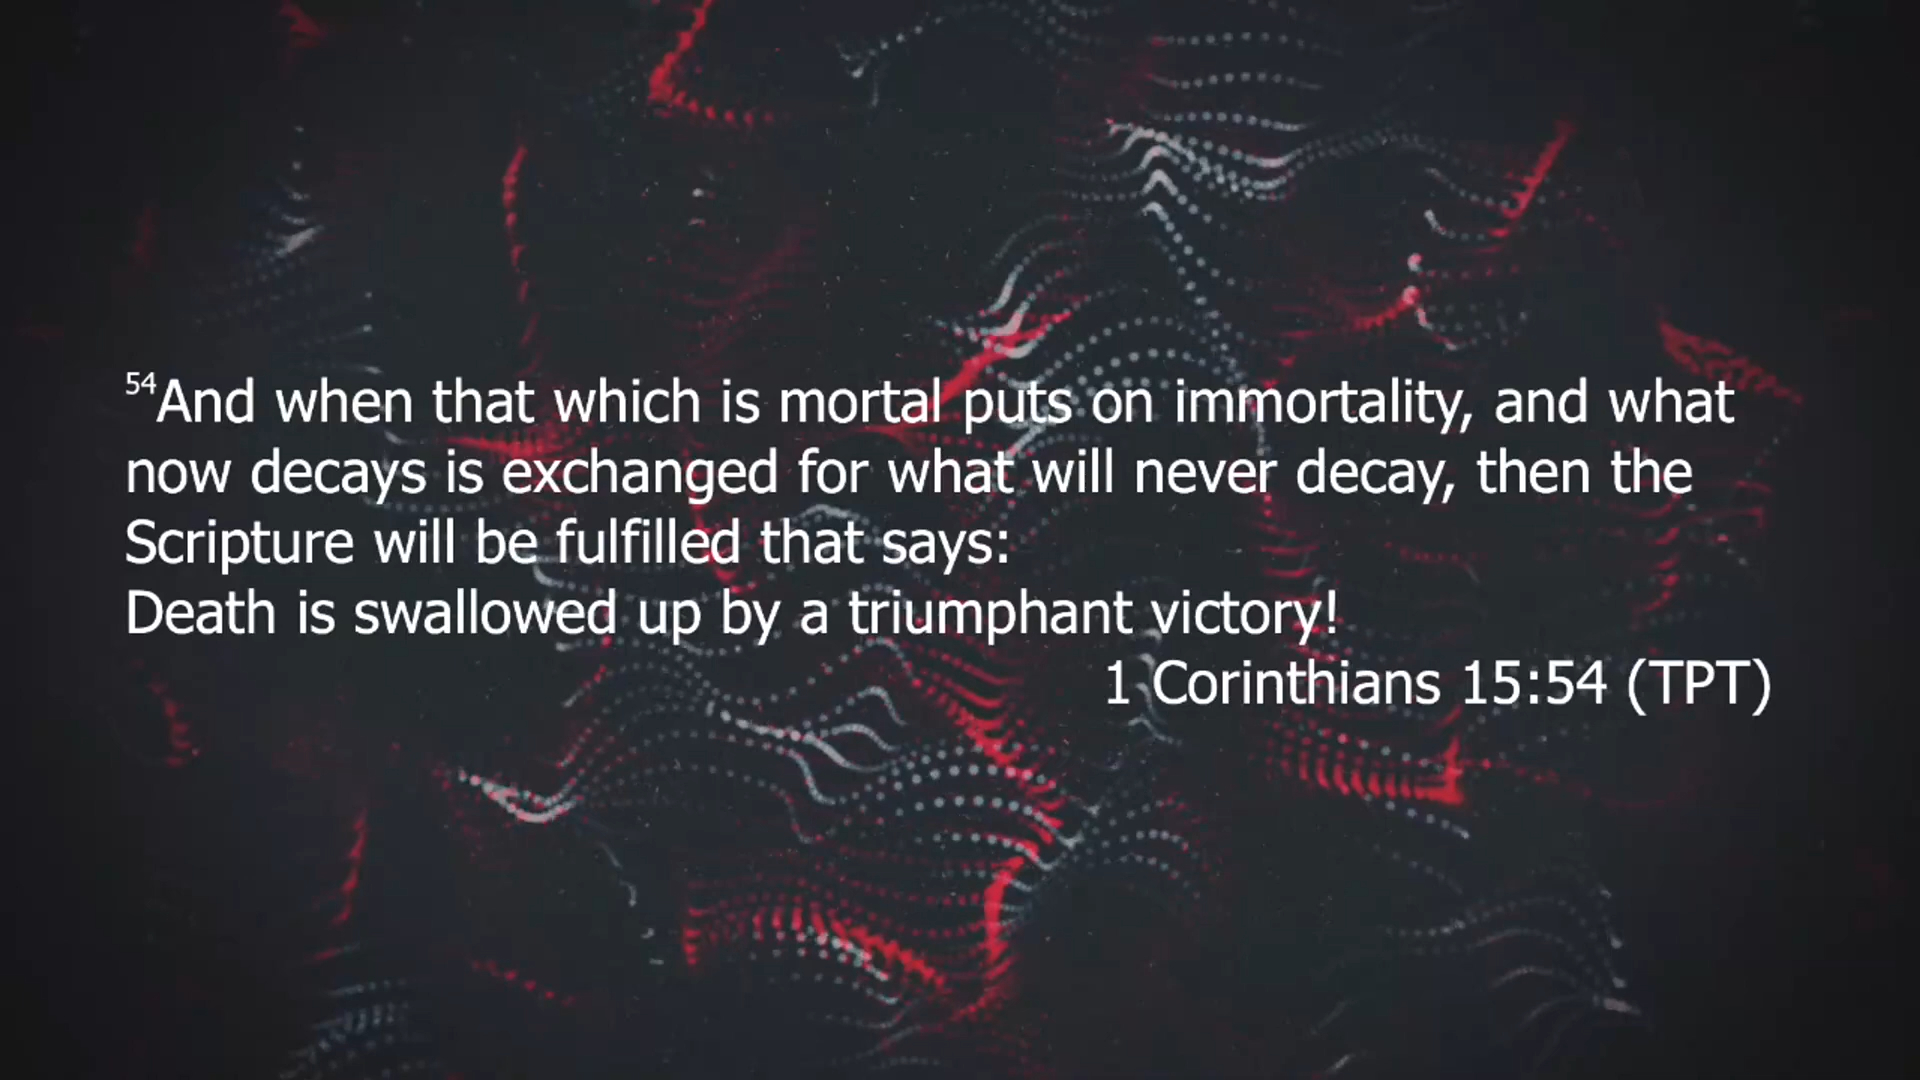 54And when that which is mortal puts on immortality, and what
now decays is exchanged for what will never decay, then the
Scripture will be fulfilled that says:
Death is swallowed up by a triumphant victory!
1 Corinthians 15:54 (TPT)